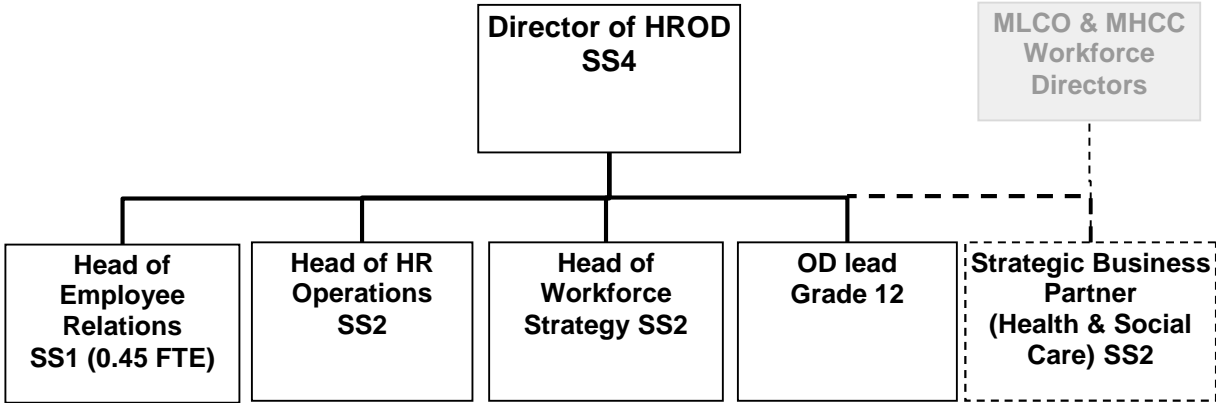 Director of HROD
SS4
MLCO & MHCC
Workforce
Directors
Head of
Employee
Relations
SS1 (0.45 FTE)
Head of HR
Operations
SS2
Head of
Workforce
Strategy SS2
OD lead
Grade 12
Strategic Business
Partner
(Health & Social
Care) SS2